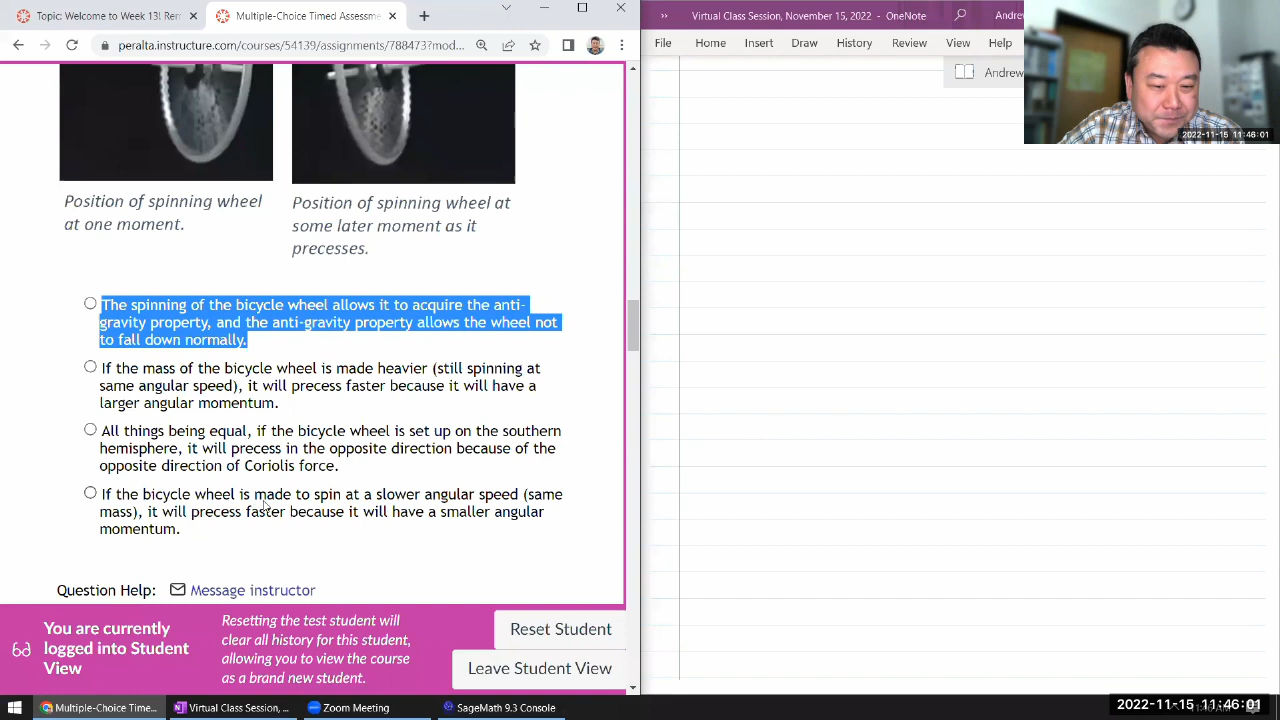 Topic: Welcome to Week 13! Rem
Multiple-Choice Timed Assessme
peralta.instructure.com/courses/54139/assignments/788473?mod...
Virtual Class Session, November 15, 2022 - OneNote
Andrew
File
Home
Insert
Draw
History
Review
View
Help
Andrew
2022-11-15 11:46:01
Position of spinning wheel
at one moment.
Position of spinning wheel at
some later moment as it
precesses.
The spinning of the bicycle wheel allows it to acquire the anti-
gravity property, and the anti-gravity property allows the wheel not
to fall down normally.
If the mass of the bicycle wheel is made heavier (still spinning at
same angular speed), it will precess faster because it will have a
larger angular momentum.
All things being equal, if the bicycle wheel is set up on the southern
hemisphere, it will precess in the opposite direction because of the
opposite direction of Coriolis force.
If the bicycle wheel is made to spin at a slower angular speed (same
mass), it will precess faster because it will have a smaller angular
momentum.
Question Help:
Message instructor
You are currently
logged into Student
View
Resetting the test student will
clear all history for this student,
allowing you to view the course
as a brand new student.
Reset Student
Leave Student View
Multiple-Choice Time...
Virtual Class Session, ...
Zoom Meeting
SageMath 9.3 Console
2022-11-15 11:46:01